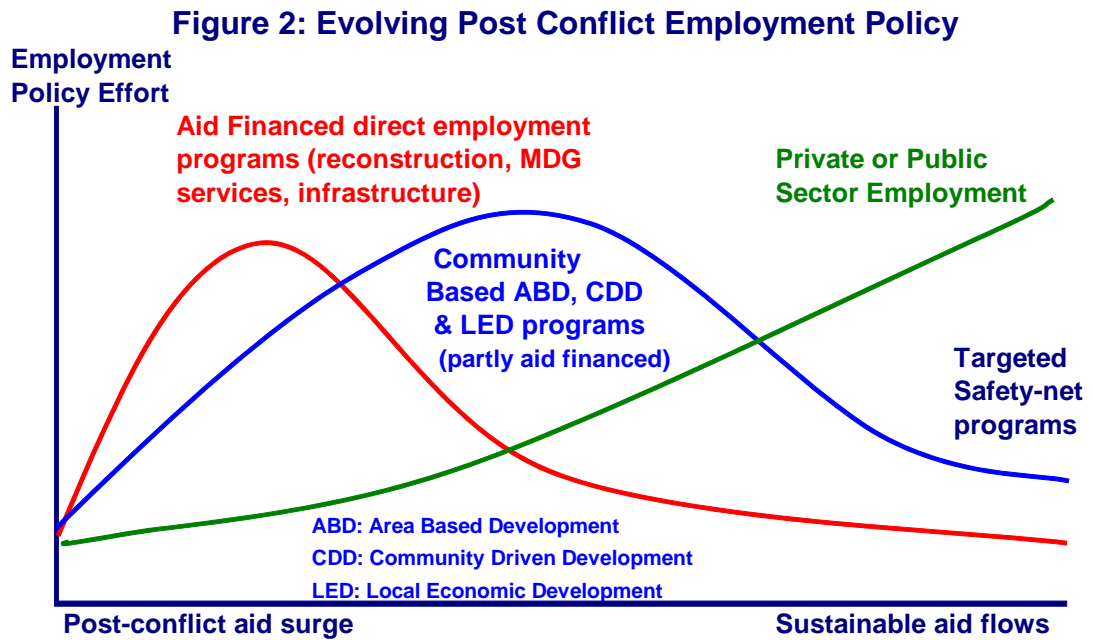 Figure 2: Evolving Post Conflict Employment Policy
Employment
Policy Effort
Aid Financed direct employment
programs (reconstruction, MDG
services, infrastructure)
Private or Public
Sector Employment
Community
Based ABD, CDD
& LED programs
(partly aid financed)
Targeted
Safety-net
programs
ABD: Area Based Development
CDD: Community Driven Development
LED: Local Economic Development
Post-conflict aid surge
Sustainable aid flows